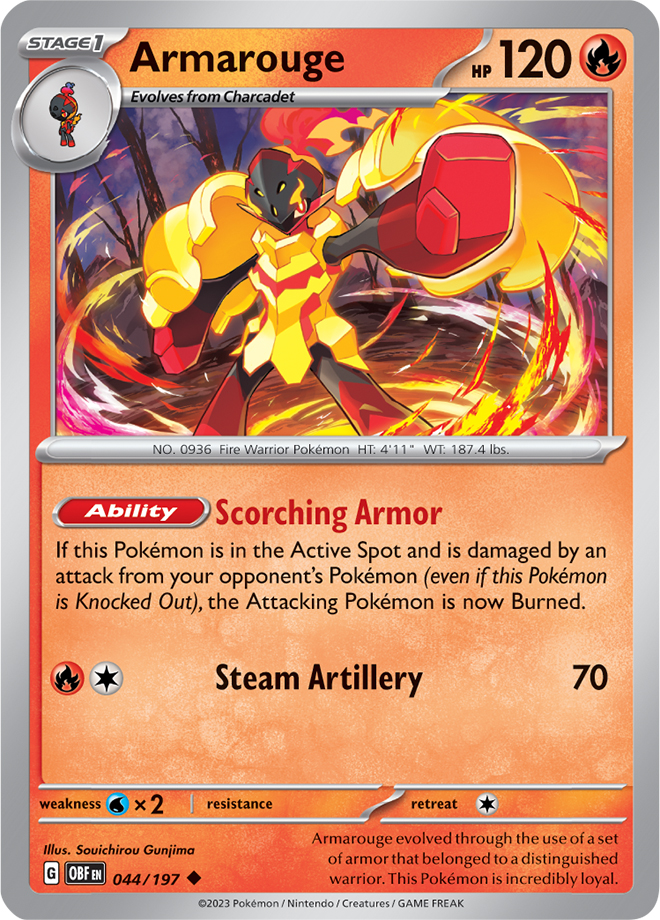 STAGE1
Armarouge
HP 120
Evolves from Charcadet
NO. 0936 Fire Warrior Pokémon HT: 4'11" WT: 187.4 lbs.
Ability Scorching Armor
If this Pokémon is in the Active Spot and is damaged by an
attack from your opponent's Pokémon (even if this Pokémon
is Knocked Out), the Attacking Pokémon is now Burned.
Steam Artillery 70
weakness ×2 resistance retreat
Illus. Souichirou Gunjima
G OBF EN 044/197
Armarouge evolved through the use of a set
of armor that belonged to a distinguished
warrior. This Pokémon is incredibly loyal.
©2023 Pokémon / Nintendo / Creatures / GAME FREAK